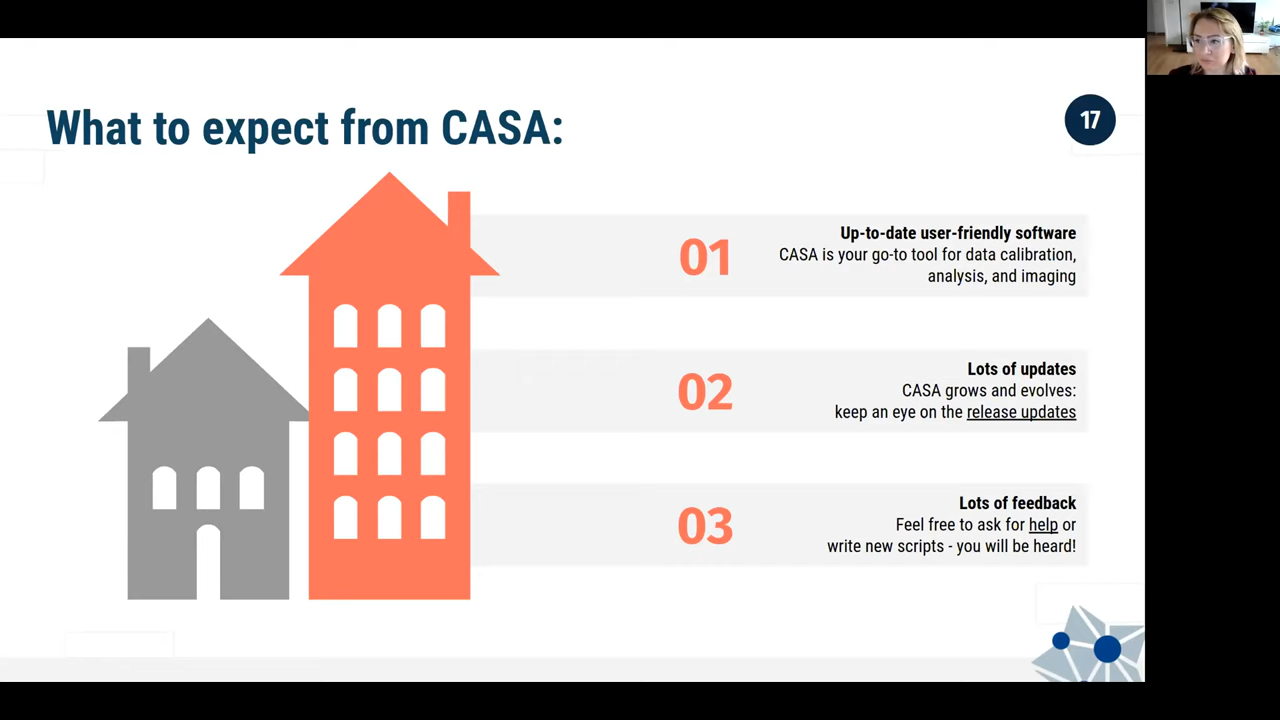 What to expect from CASA:
17
01
Up-to-date user-friendly software
CASA is your go-to tool for data calibration,
analysis, and imaging
02
Lots of updates
CASA grows and evolves:
keep an eye on the release updates
03
Lots of feedback
Feel free to ask for help or
write new scripts - you will be heard!